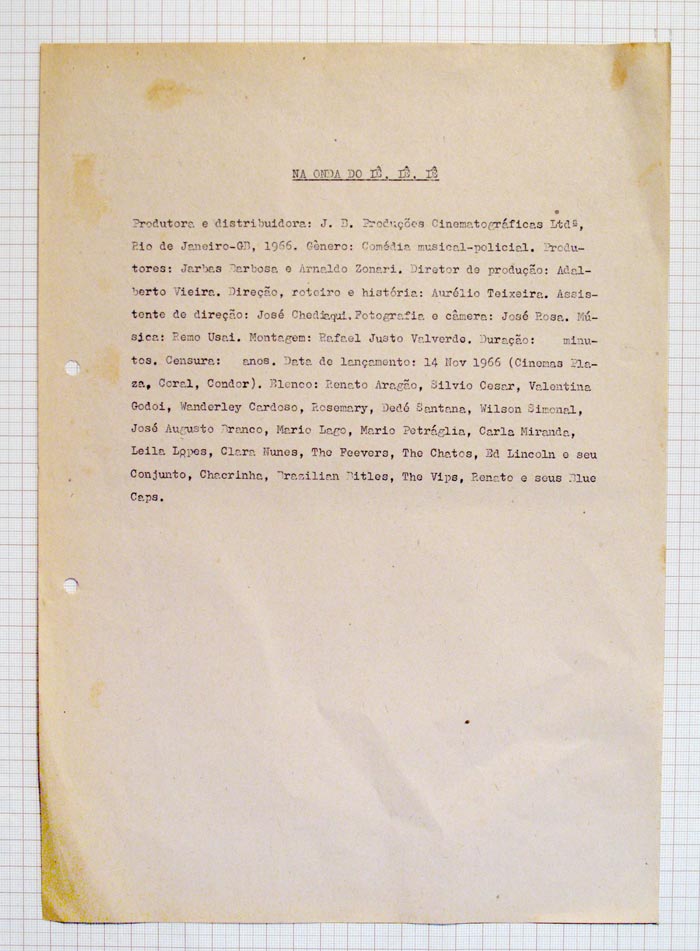 NA ONDA DO IÊ. IÊ. IÊ
Produtora e distribuidora: J. B. Produções Cinematográficas Ltdª,
Rio de Janeiro-GB, 1966. Gênero: Comédia musical-policial. Produ-
tores: Jarbas Barbosa e Arnaldo Zonari. Diretor de produção: Adal-
berto Vieira. Direção, roteiro e história: Aurélio Teixeira. Assis-
tente de direção: José Chediaqui.Fotografia e câmera: José Rosa. Mú-
sica: Remo Usai. Montagem: Rafael Justo Valverde. Duração: minu-
tos. Censura: anos. Data de lançamento: 14 Nov 1966 (Cinemas Pla-
za, Coral, Condor). Elenco: Renato Aragão, Silvio Cesar, Valentina
Godoi, Wanderley Cardoso, Rosemary, Dedé Santana, Wilson Simonal,
José Augusto Branco, Mario Lago, Mario Petráglia, Carla Miranda,
Leila Lopes, Clara Nunes, The Feevers, The Chatos, Ed Lincoln e seu
Conjunto, Chacrinha, Brazilian Bitles, The Vips, Renato e seus Blue
Caps.